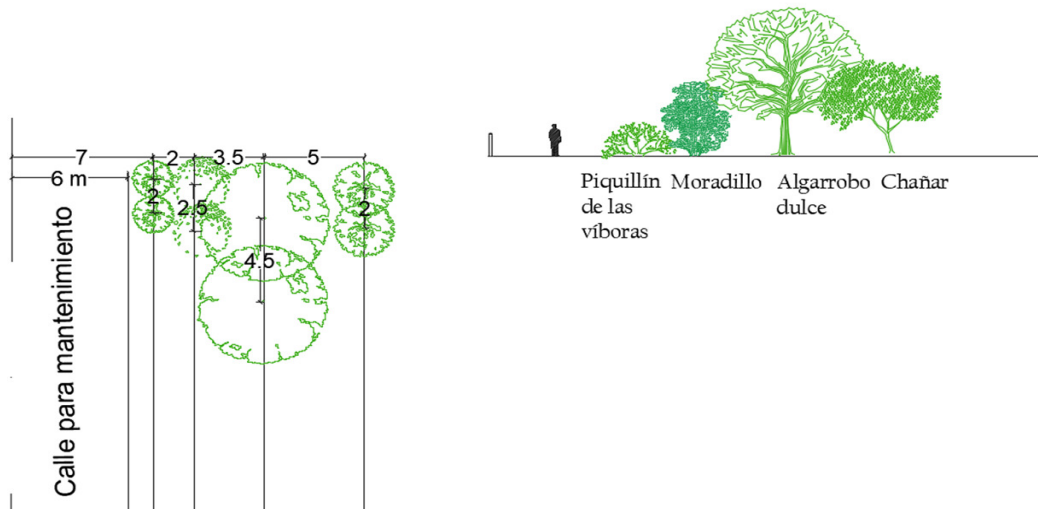 7
2
3.5
5
6 m
2
2.5
2
4.5
Calle para mantenimiento
Piquillín
de las
víboras
Moradillo
Algarrobo
dulce
Chañar